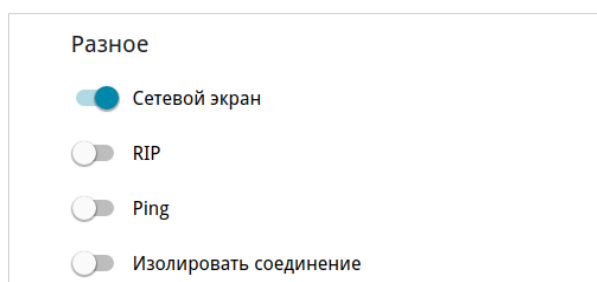 Разное
Сетевой экран
RIP
Ping
Изолировать соединение